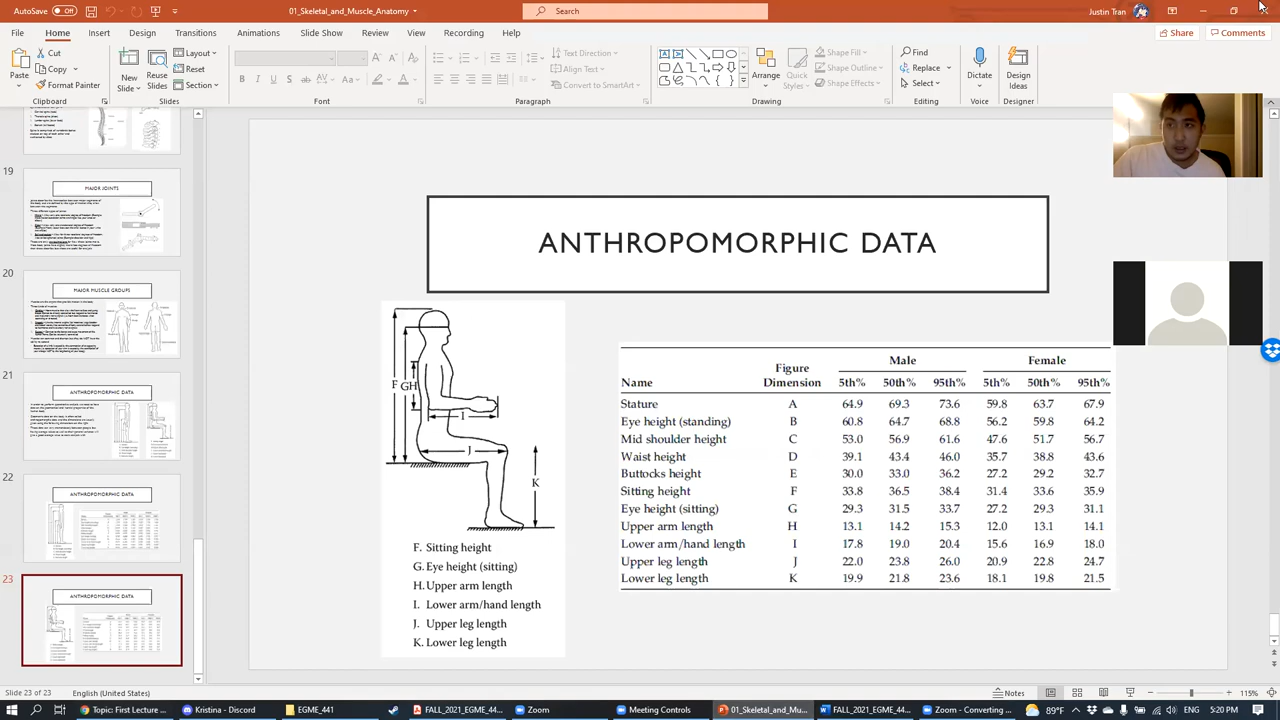 AutoSave Off 01_Skeletal_and_Muscle_Anatomy Search Justin Tran
File Home Insert Design Transitions Animations Slide Show Review View Recording Help Share Comments
Paste Cut Copy Format Painter New Slide Reuse Slides Layout Reset Section Text Direction Align Text Convert to SmartArt Arrange Quick Styles Shape Fill Shape Outline Shape Effects Find Replace Select Dictate Design Ideas
Clipboard Slides Font Paragraph Drawing Editing Voice Designer
19
MAJOR JOINTS
20
MAJOR MUSCLE GROUPS
21
ANTHROPOMORPHIC DATA
22
ANTHROPOMORPHIC DATA
23
ANTHROPOMORPHIC DATA
ANTHROPOMORPHIC DATA
F G H
I
J
K
F. Sitting height
G. Eye height (sitting)
H. Upper arm length
I. Lower arm/hand length
J. Upper leg length
K. Lower leg length
Figure Male Female
Name Dimension 5th% 50th% 95th% 5th% 50th% 95th%
Stature A 64.9 69.3 73.6 59.8 63.7 67.9
Eye height (standing) B 60.8 64.7 68.8 56.2 59.8 64.2
Mid shoulder height C 53.0 56.9 61.6 47.6 51.7 56.7
Waist height D 39.1 43.4 46.0 35.7 38.8 43.6
Buttocks height E 30.0 33.0 36.2 27.2 29.2 32.7
Sitting height F 33.8 36.5 38.4 31.4 33.6 35.9
Eye height (sitting) G 29.3 31.5 33.7 27.2 29.3 31.1
Upper arm length H 13.1 14.2 15.3 12.0 13.1 14.1
Lower arm/hand length I 17.8 19.0 20.4 15.6 16.9 18.0
Upper leg length J 22.0 23.8 26.0 20.9 22.8 24.7
Lower leg length K 19.9 21.8 23.6 18.1 19.8 21.5
Slide 23 of 23 English (United States) Notes 115%
Topic: First Lecture ... Kristina - Discord EGME_441 FALL_2021_EGME_44... Zoom Meeting Controls 01_Skeletal_and_Mu... FALL_2021_EGME_44... Zoom - Converting ... 89°F 5:20 PM